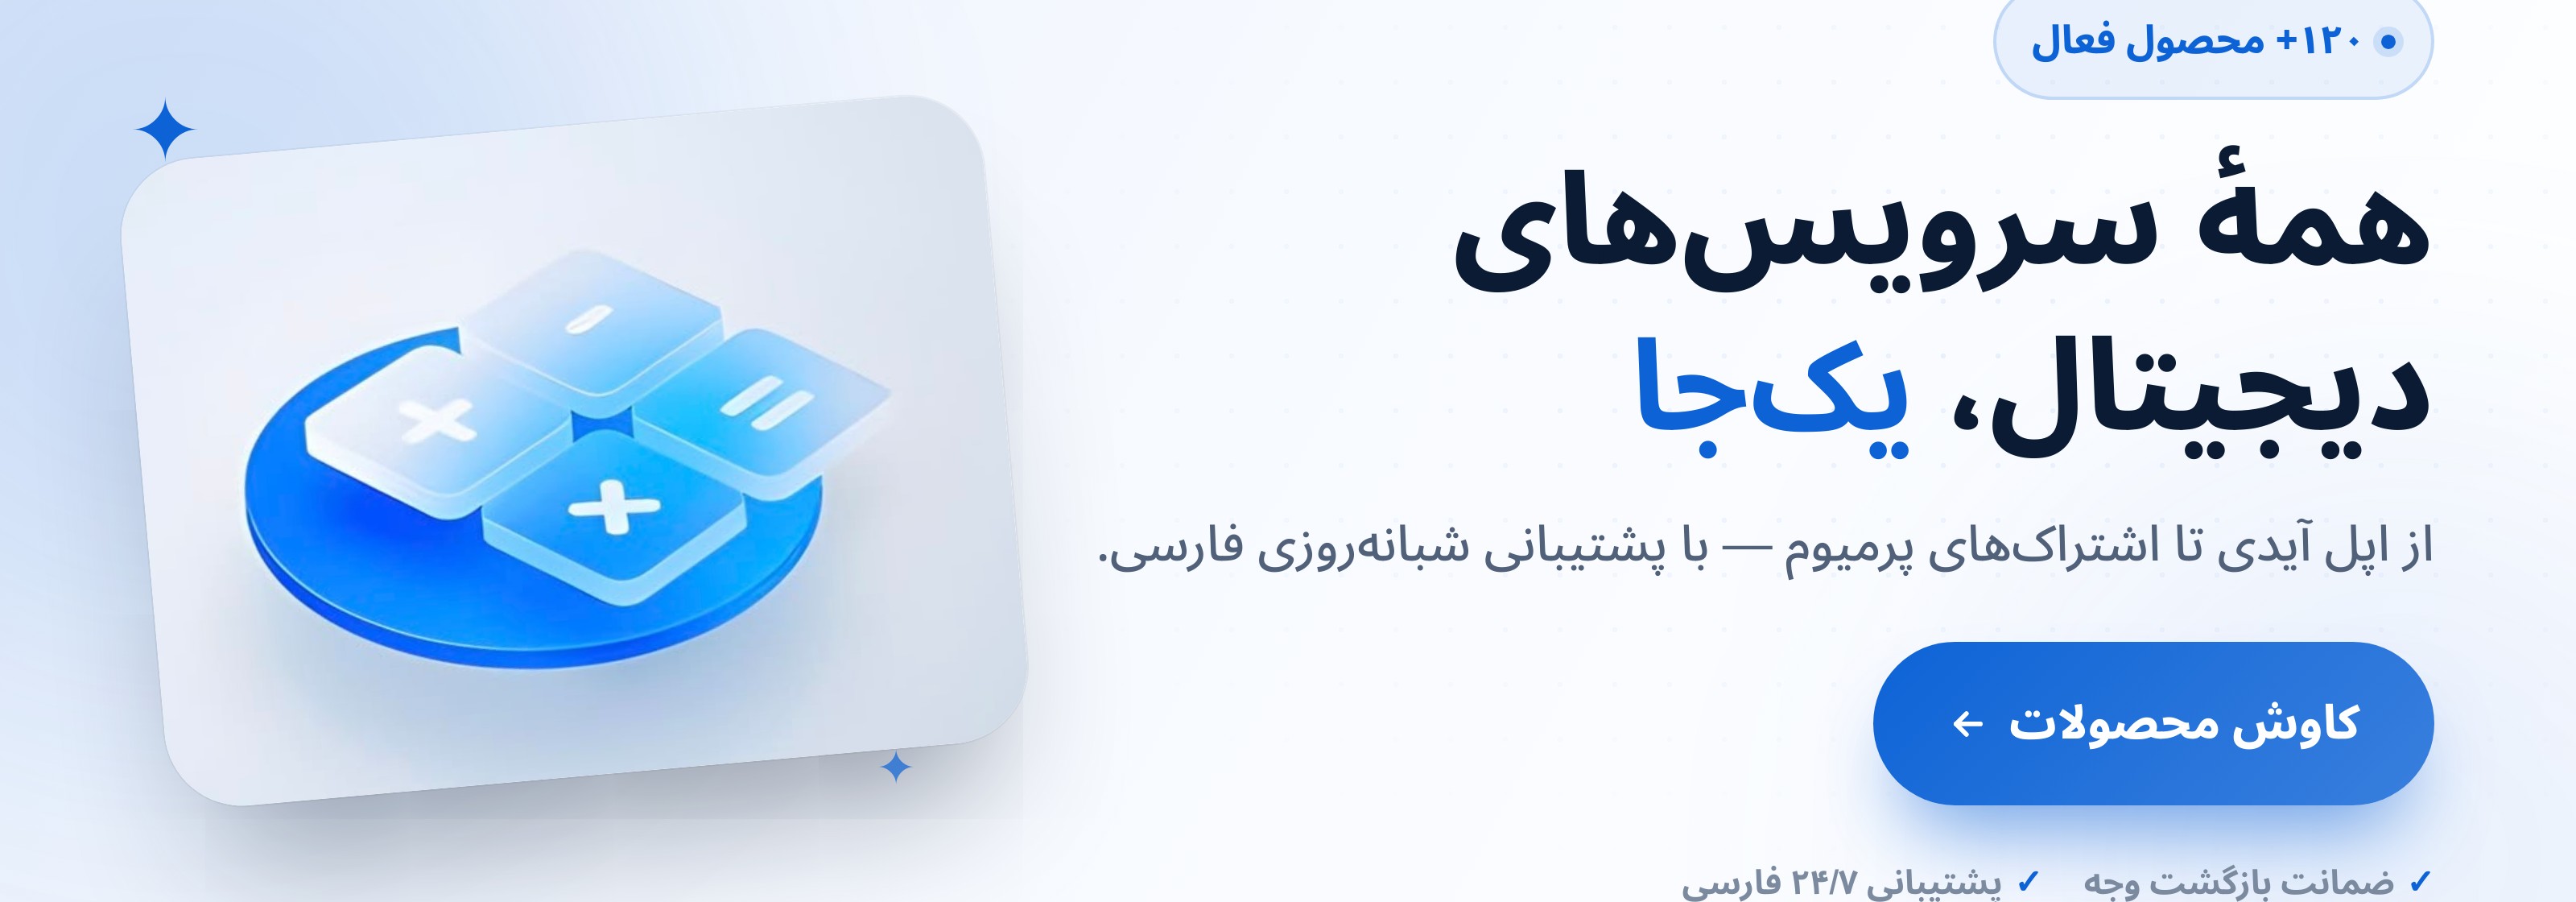 ۱۲۰+ محصول فعال
همهٔ سرویس‌های
دیجیتال، یک‌جا
از اپل آیدی تا اشتراک‌های پرمیوم — با پشتیبانی شبانه‌روزی فارسی.
کاوش محصولات ←
✓ ضمانت بازگشت وجه ✓ پشتیبانی ۲۴/۷ فارسی